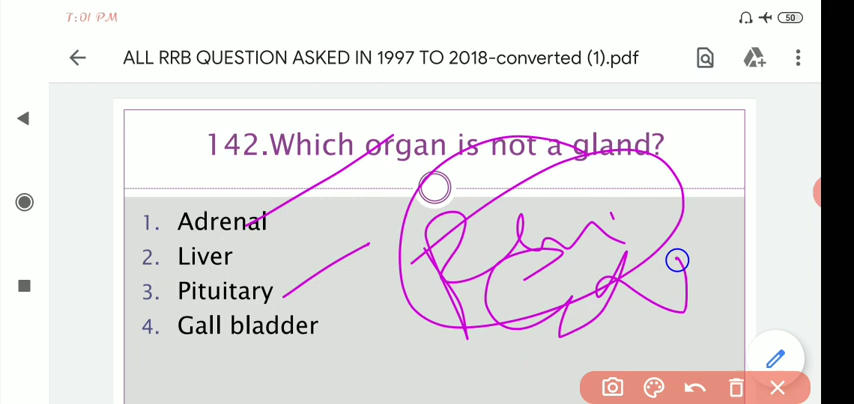 7:01 PM
50
ALL RRB QUESTION ASKED IN 1997 TO 2018-converted (1).pdf
142.Which organ is not a gland?
1. Adrenal
2. Liver
3. Pituitary
4. Gall bladder